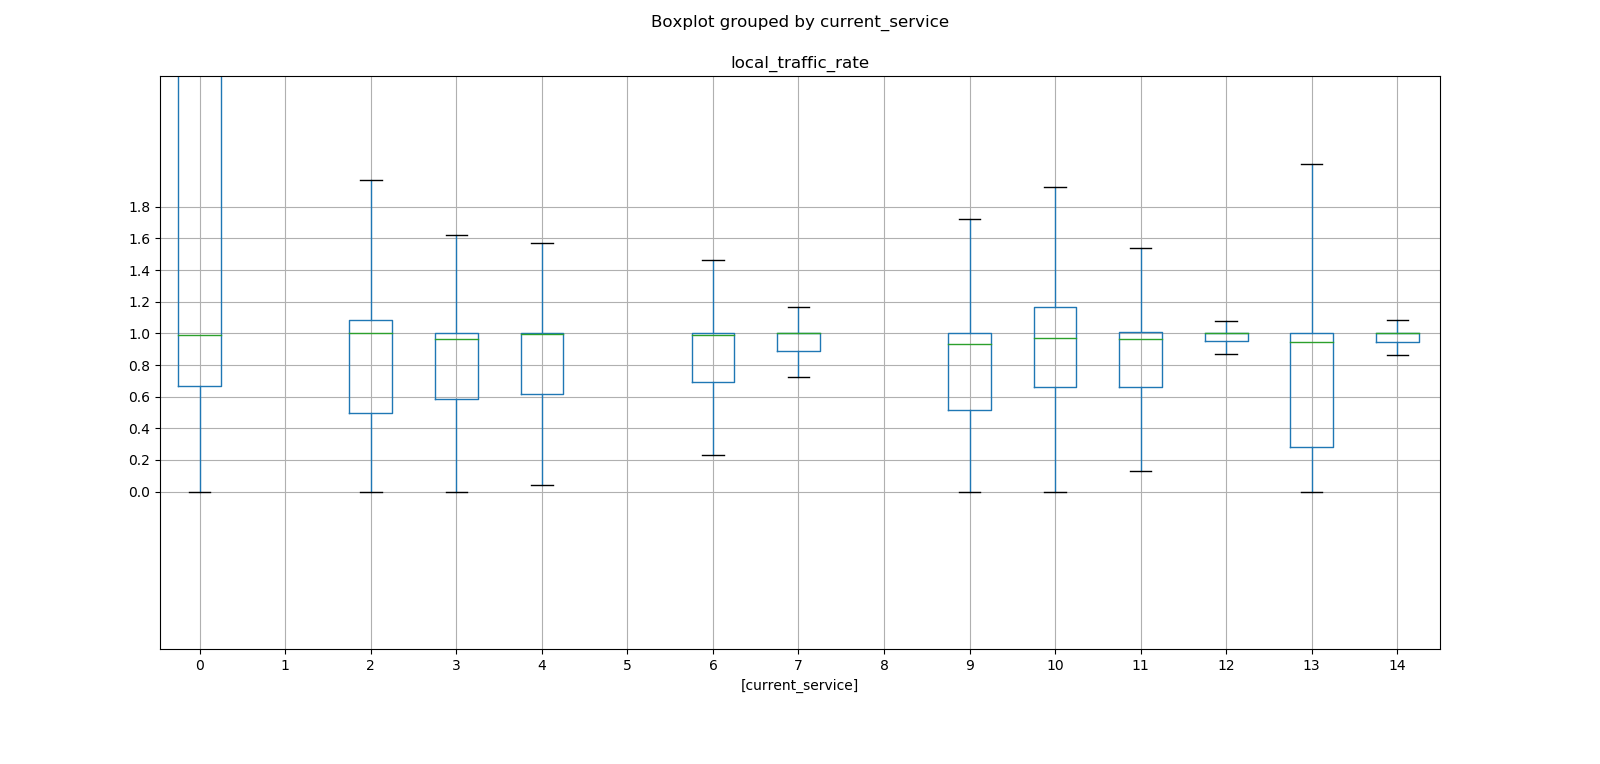 Boxplot grouped by current_service
local_traffic_rate
1.8
1.6
1.4
1.2
1.0
0.8
0.6
0.4
0.2
0.0
0 1 2 3 4 5 6 7 8 9 10 11 12 13 14
[current_service]